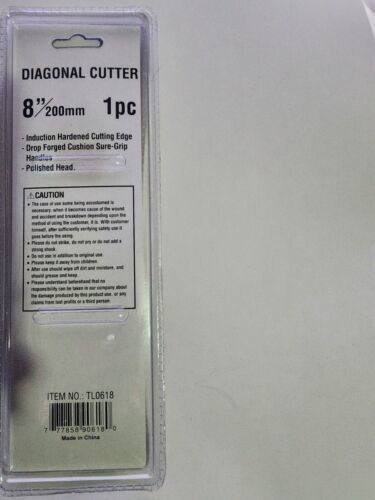 DIAGONAL CUTTER
8"/200mm 1pc
- Induction Hardened Cutting Edge
- Drop Forged Cushion Sure-Grip
Handles
- Polished Head.
⚠CAUTION
● The case of use some being accustomed is
necessary, when it becomes cause of the wound
and accident and breakdown depending upon the
method of using the customer, it is. With customer
himself, after sufficiently verifying safety use it
goes before the using.
● Please do not strike, do not pry or do not add a
strong shock.
● Do not use in addition to original use.
● Please keep it away from children.
● After use should wipe off dirt and moisture, and
should grease and keep.
● Please understand beforehand that no
responsibility can be taken in our company about
the damage produced by this product use. or any
claims from lost profits or a third person.
ITEM NO.: TL0618
7 77858 90618 0
Made in China